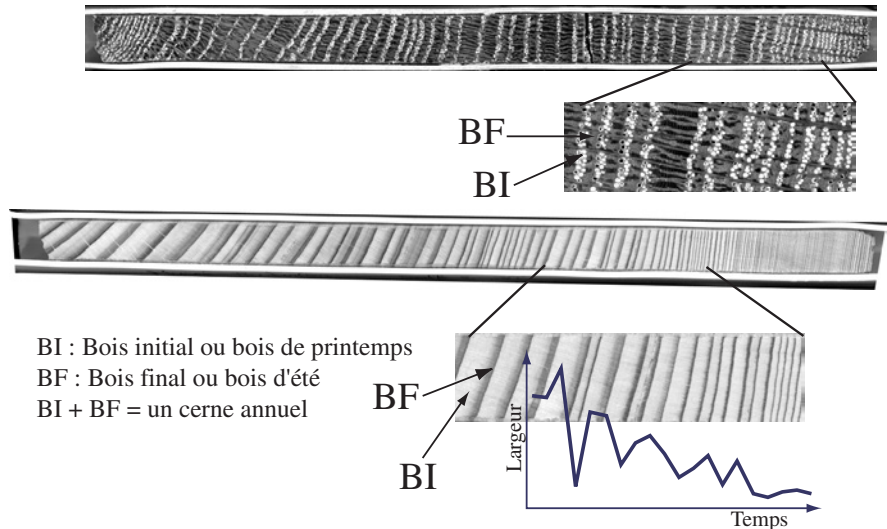 BF
BI
BI : Bois initial ou bois de printemps
BF : Bois final ou bois d'été
BI + BF = un cerne annuel
BF
BI
Largeur
Temps